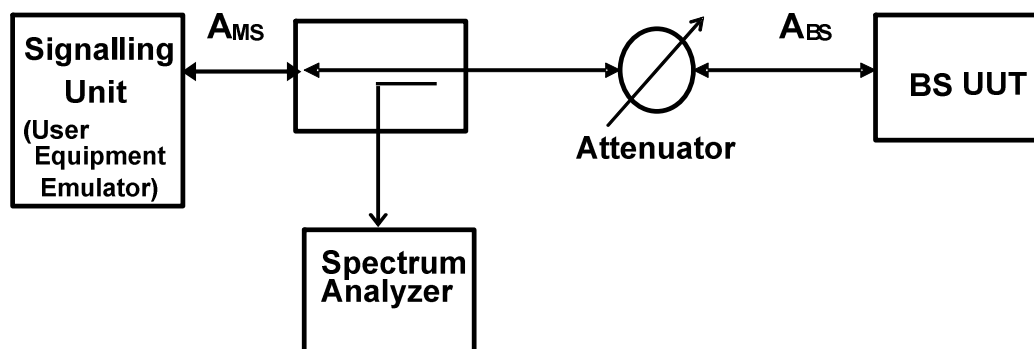 Signalling
Unit
(User
Equipment
Emulator)
AMS
Attenuator
ABS
BS UUT
Spectrum
Analyzer